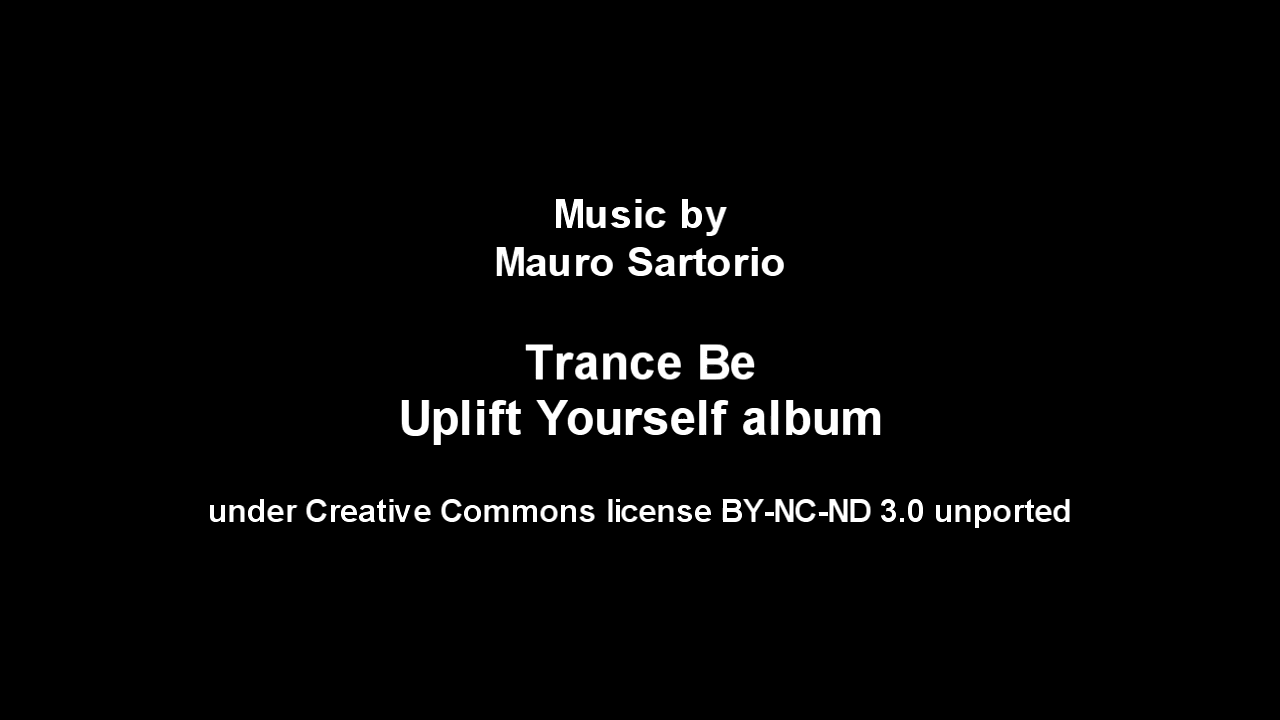 Music by
Mauro Sartorio
Trance Be
Uplift Yourself album
under Creative Commons license BY-NC-ND 3.0 unported